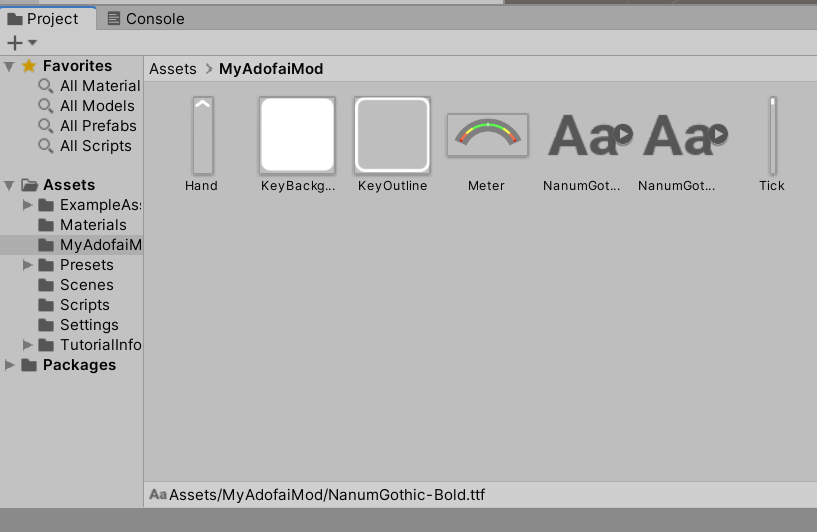 Project
Console
Favorites
All Material
All Models
All Prefabs
All Scripts
Assets
ExampleAs
Materials
MyAdofaiM
Presets
Scenes
Scripts
Settings
TutorialInfo
Packages
Assets > MyAdofaiMod
Aa Aa
Hand KeyBackg... KeyOutline Meter NanumGot... NanumGot... Tick
Aa Assets/MyAdofaiMod/NanumGothic-Bold.ttf